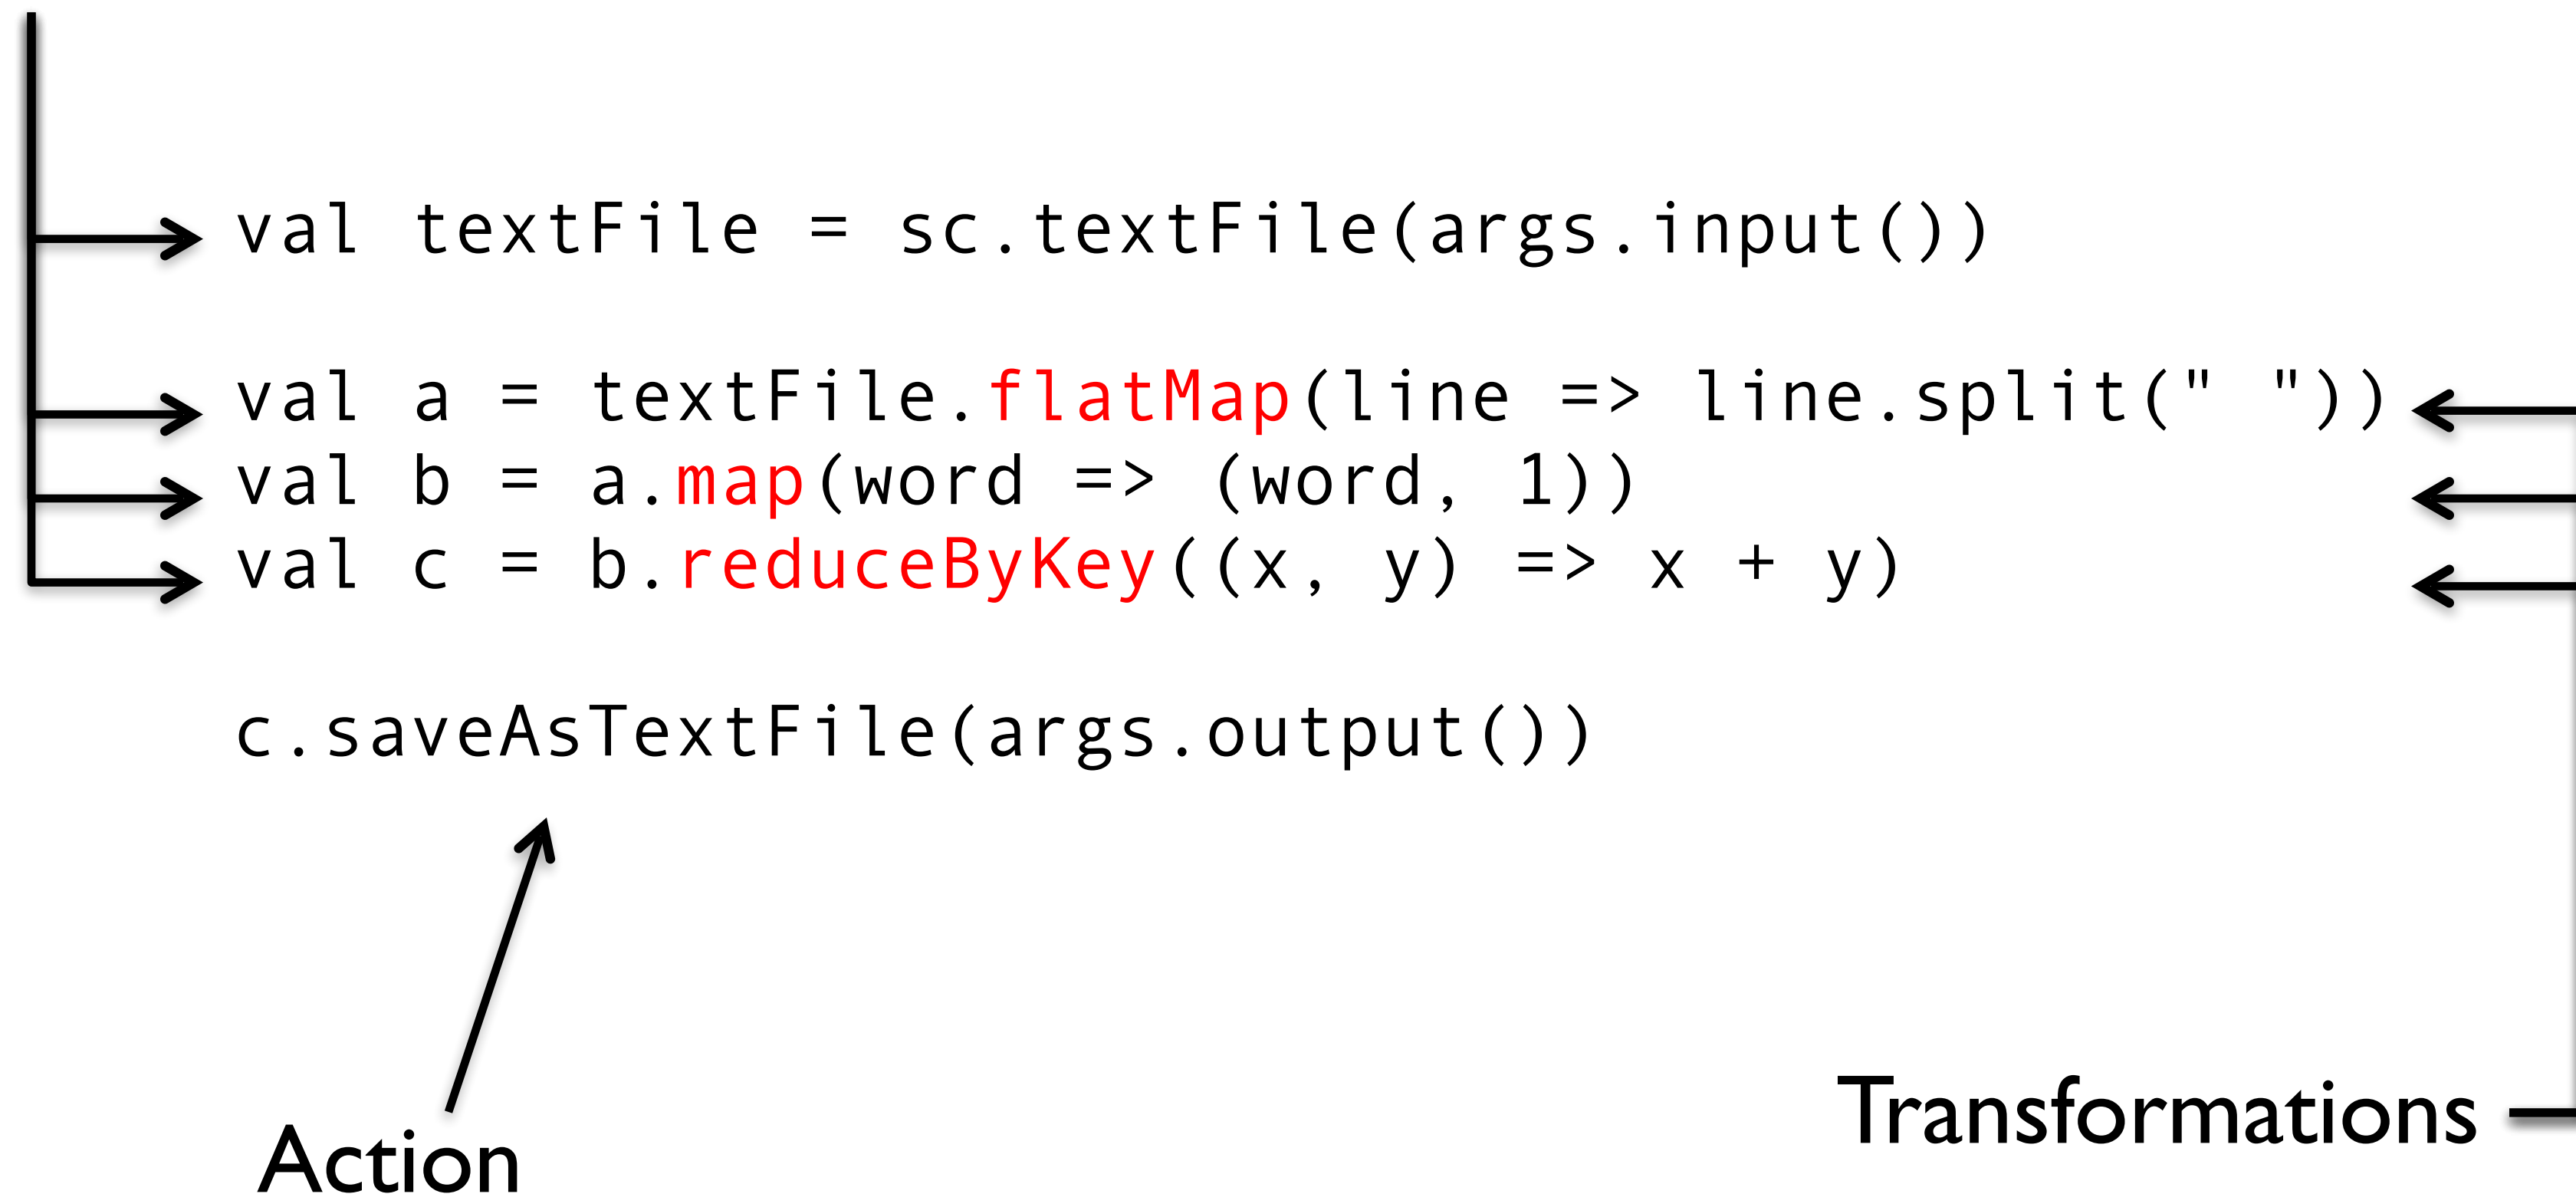 val textFile = sc.textFile(args.input())
val a = textFile.flatMap(line => line.split(" "))
val b = a.map(word => (word, 1))
val c = b.reduceByKey((x, y) => x + y)
c.saveAsTextFile(args.output())
Transformations
Action